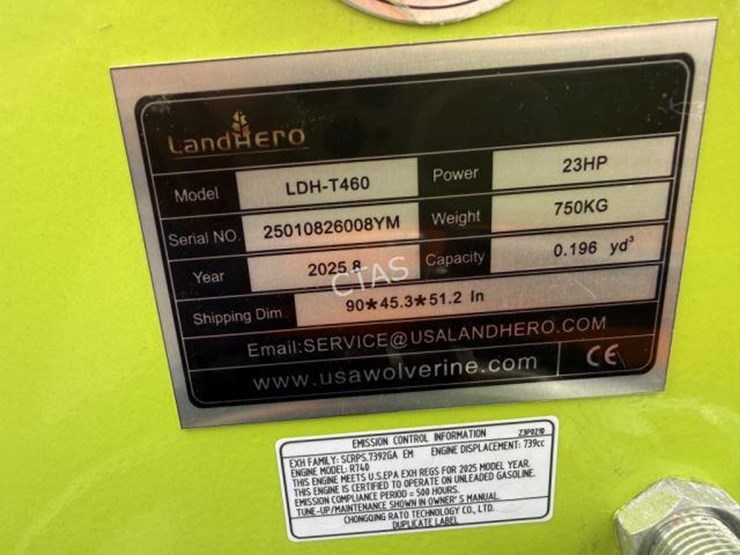 LandHero
Model LDH-T460 Power 23HP
Serial NO. 25010826008YM Weight 750KG
Year 2025.8 Capacity 0.196 yd³
Shipping Dim 90*45.3*51.2 In
Email:SERVICE@USALANDHERO.COM
www.usawolverine.com CE
CTAS
EMISSION CONTROL INFORMATION 23P0210
EXH FAMILY: SCRPS.7392GA EM ENGINE DISPLACEMENT: 739cc
ENGINE MODEL: R740
THIS ENGINE MEETS U.S.EPA EXH REGS FOR 2025 MODEL YEAR.
THIS ENGINE IS CERTIFIED TO OPERATE ON UNLEADED GASOLINE.
EMISSION COMPLIANCE PERIOD = 500 HOURS.
TUNE-UP/MAINTENANCE SHOWN IN OWNER'S MANUAL.
CHONGQING RATO TECHNOLOGY CO., LTD.
DUPLICATE LABEL